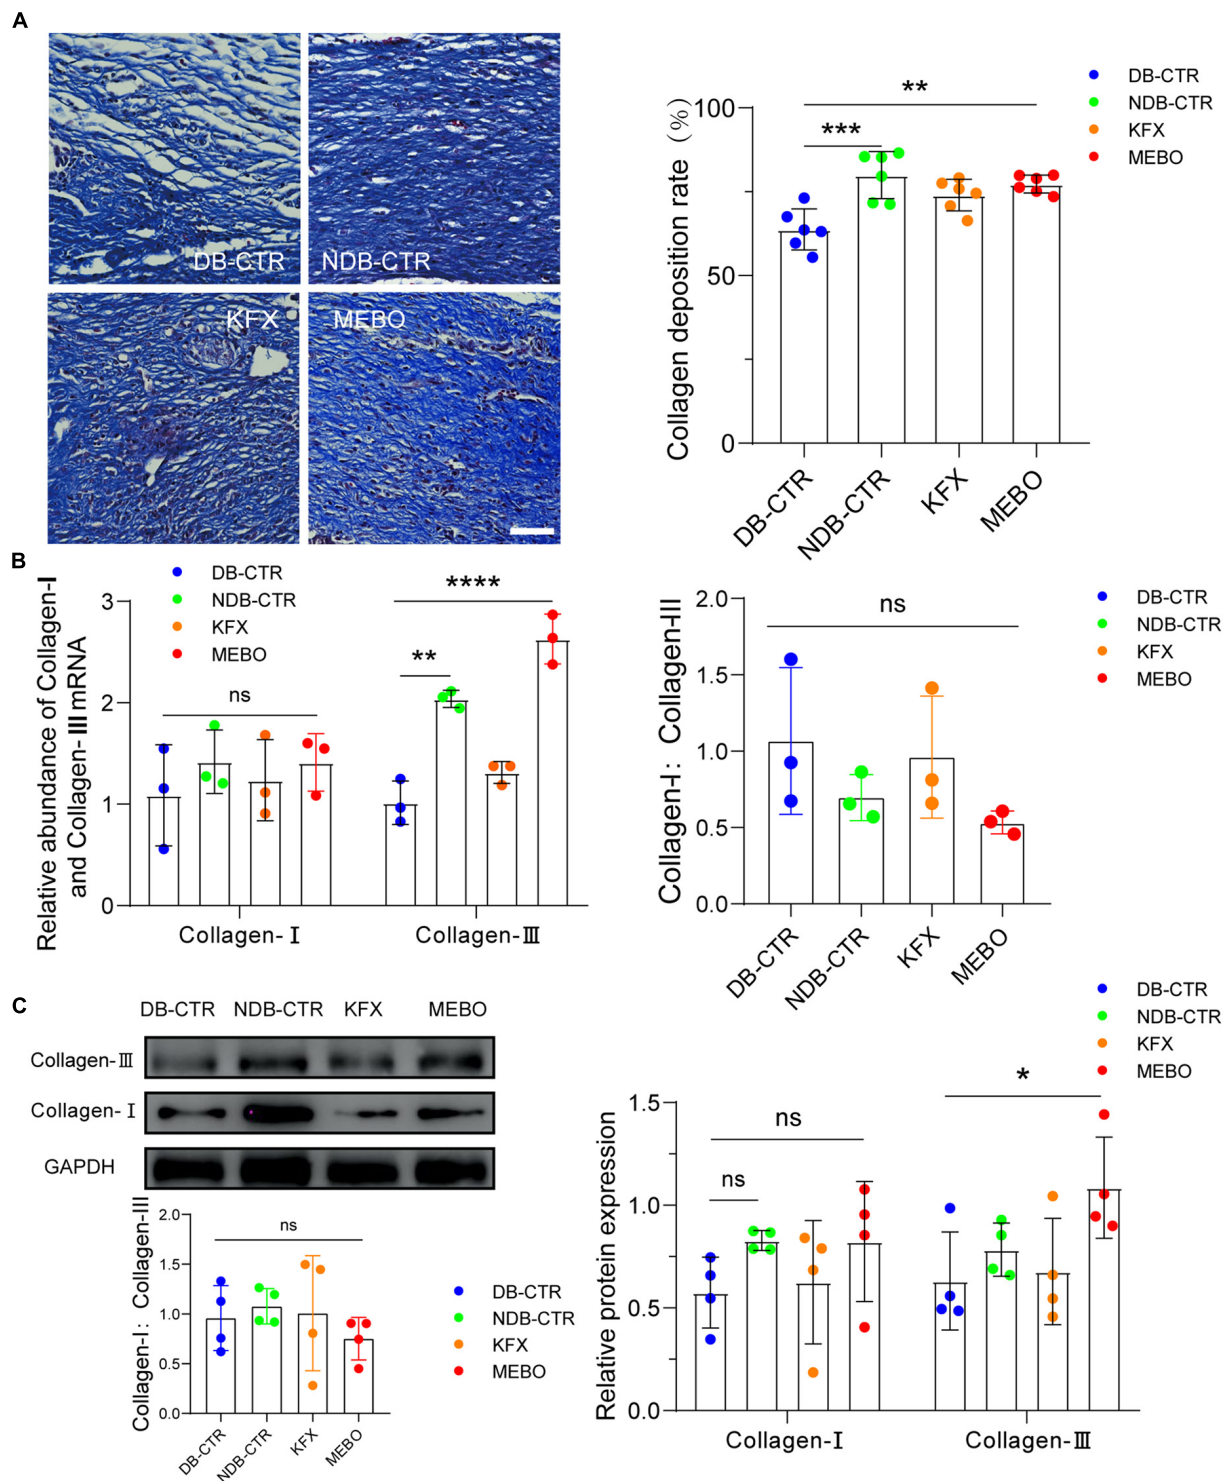 A
DB-CTR
NDB-CTR
KFX
MEBO
Collagen deposition rate (%)
100
50
0
**
***
DB-CTR
NDB-CTR
KFX
MEBO
DB-CTR
NDB-CTR
KFX
MEBO
B
Relative abundance of Collagen-I
and Collagen-III mRNA
3
2
1
0
DB-CTR
NDB-CTR
KFX
MEBO
ns
**
****
Collagen-I
Collagen-III
Collagen-I: Collagen-III
2.0
1.5
1.0
0.5
0.0
ns
DB-CTR
NDB-CTR
KFX
MEBO
DB-CTR
NDB-CTR
KFX
MEBO
C
DB-CTR NDB-CTR KFX MEBO
Collagen-III
Collagen-I
GAPDH
Collagen-I: Collagen-III
2.0
1.5
1.0
0.5
0.0
ns
DB-CTR
NDB-CTR
KFX
MEBO
DB-CTR
NDB-CTR
KFX
MEBO
Relative protein expression
1.5
1.0
0.5
0.0
ns
ns
*
Collagen-I
Collagen-III
DB-CTR
NDB-CTR
KFX
MEBO